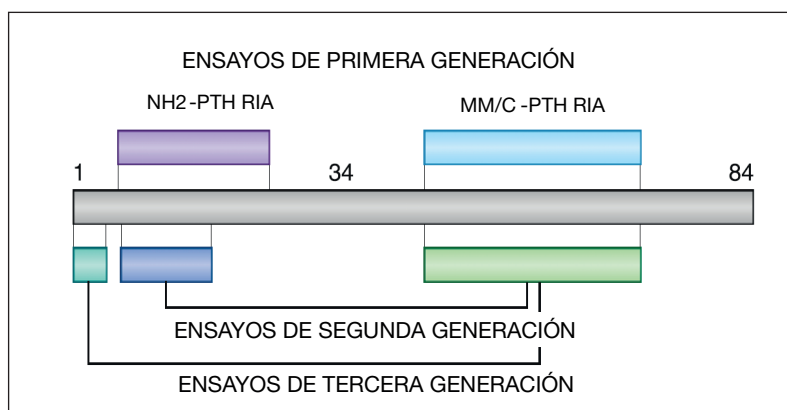 ENSAYOS DE PRIMERA GENERACIÓN
NH2-PTH RIA MM/C-PTH RIA
1 34 84
ENSAYOS DE SEGUNDA GENERACIÓN
ENSAYOS DE TERCERA GENERACIÓN